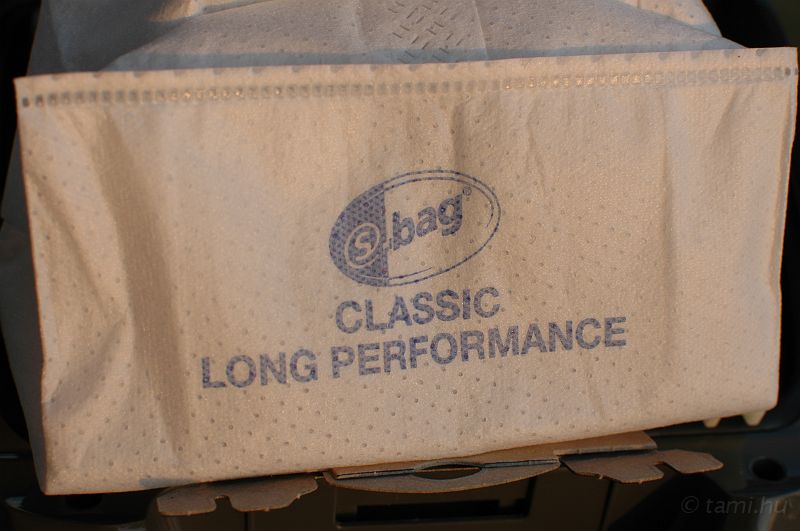 s-bag®
CLASSIC
LONG PERFORMANCE
© tami.hu